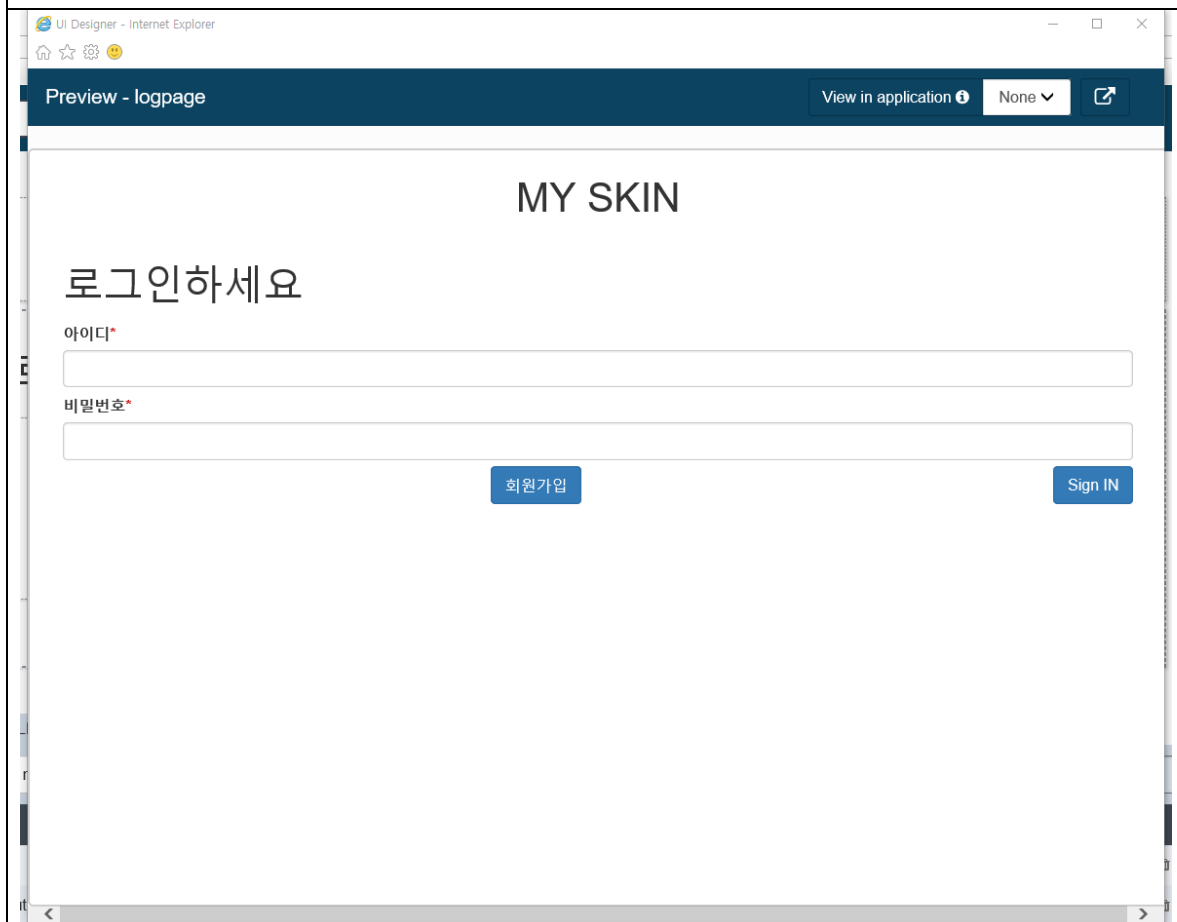 UI Designer - Internet Explorer
Preview - logpage
View in application
None
MY SKIN
로그인하세요
아이디*
비밀번호*
회원가입
Sign IN